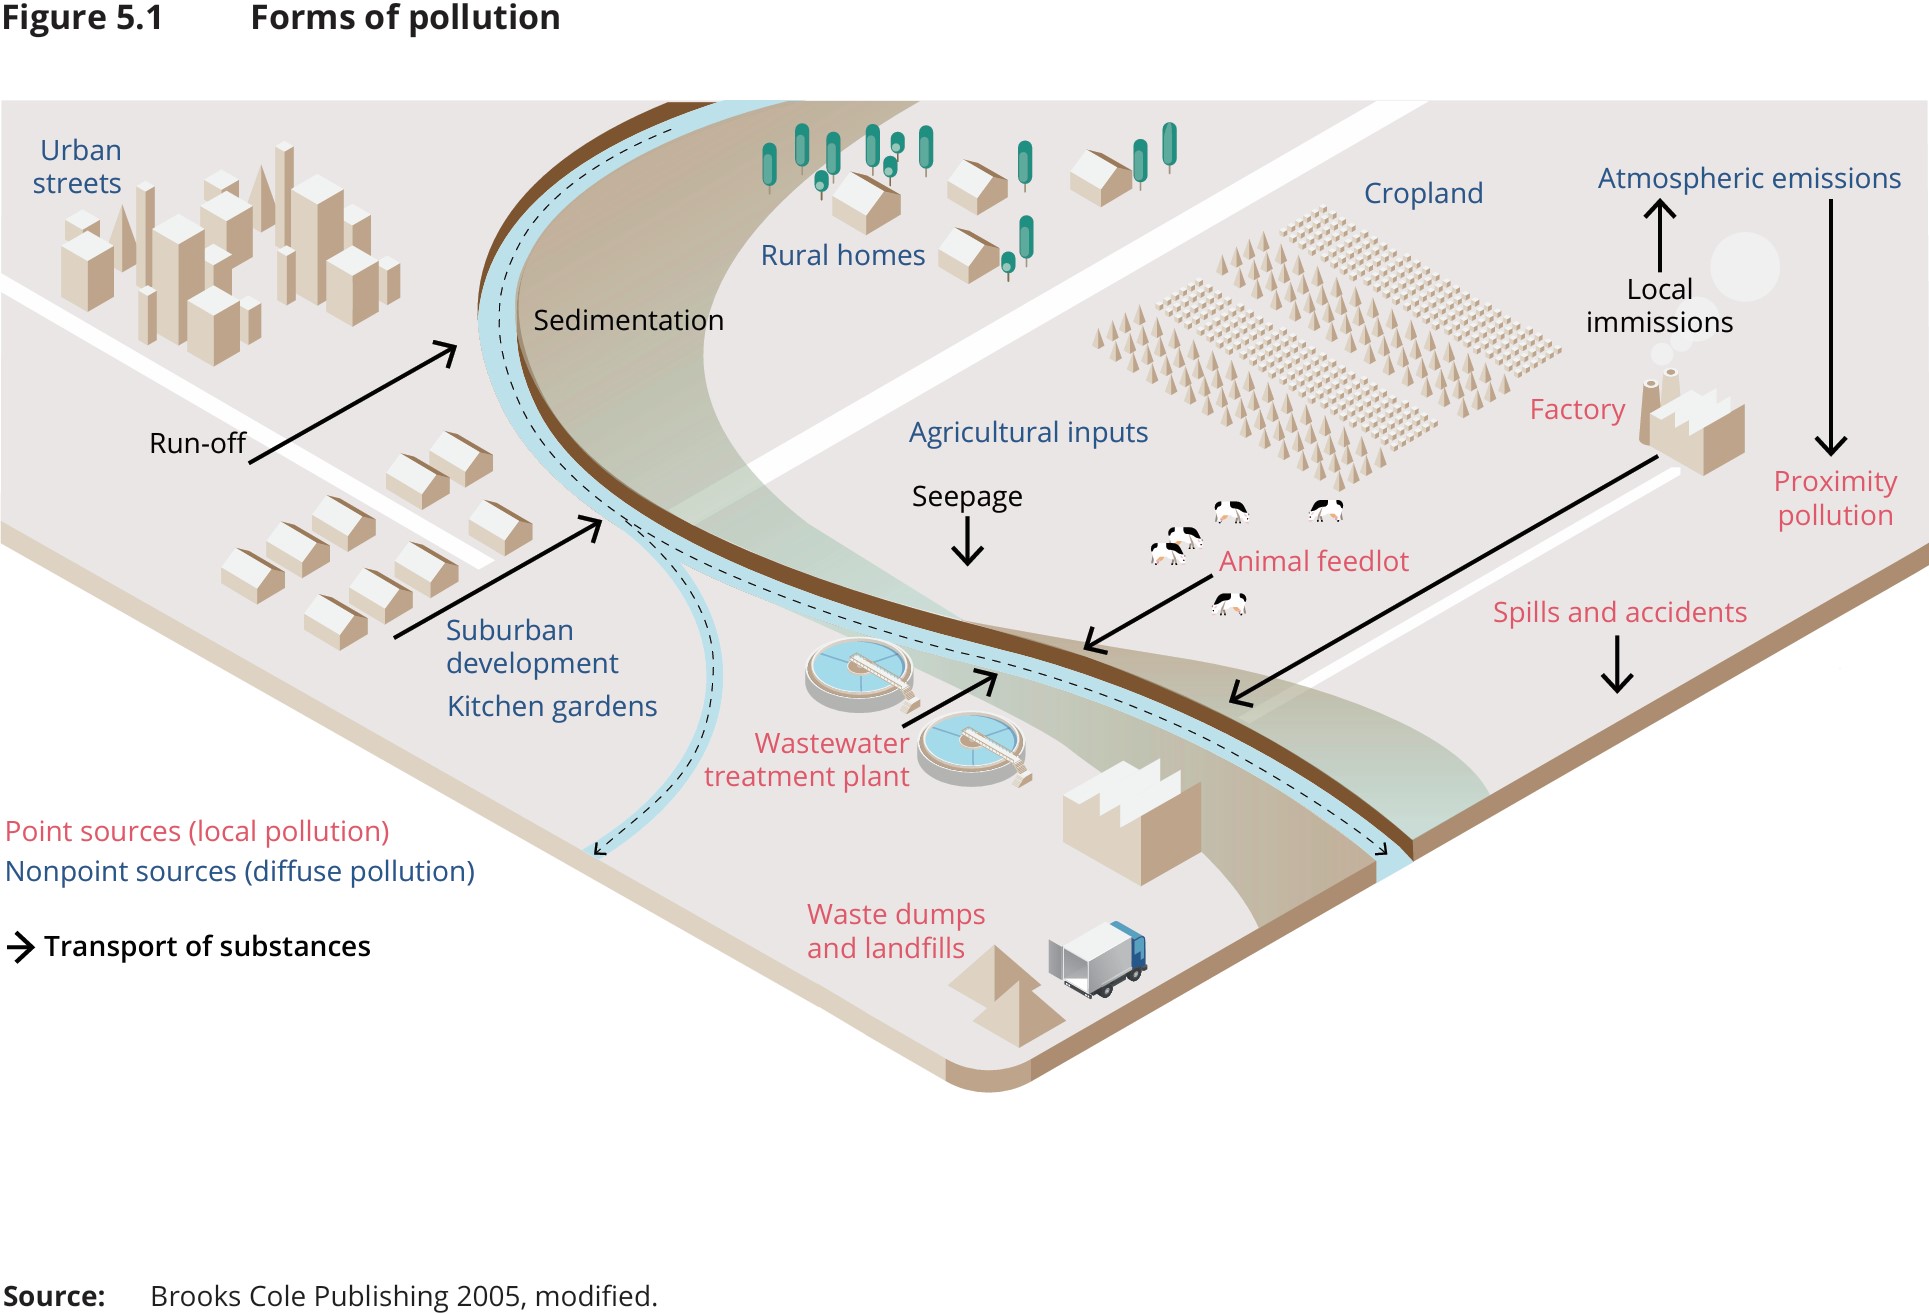 Figure 5.1 Forms of pollution
Urban
streets
Rural homes
Cropland
Atmospheric emissions
Local
immissions
Sedimentation
Factory
Run-off
Agricultural inputs
Seepage
Proximity
pollution
Animal feedlot
Spills and accidents
Suburban
development
Kitchen gardens
Wastewater
treatment plant
Point sources (local pollution)
Nonpoint sources (diffuse pollution)
Waste dumps
and landfills
Transport of substances
Source: Brooks Cole Publishing 2005, modified.